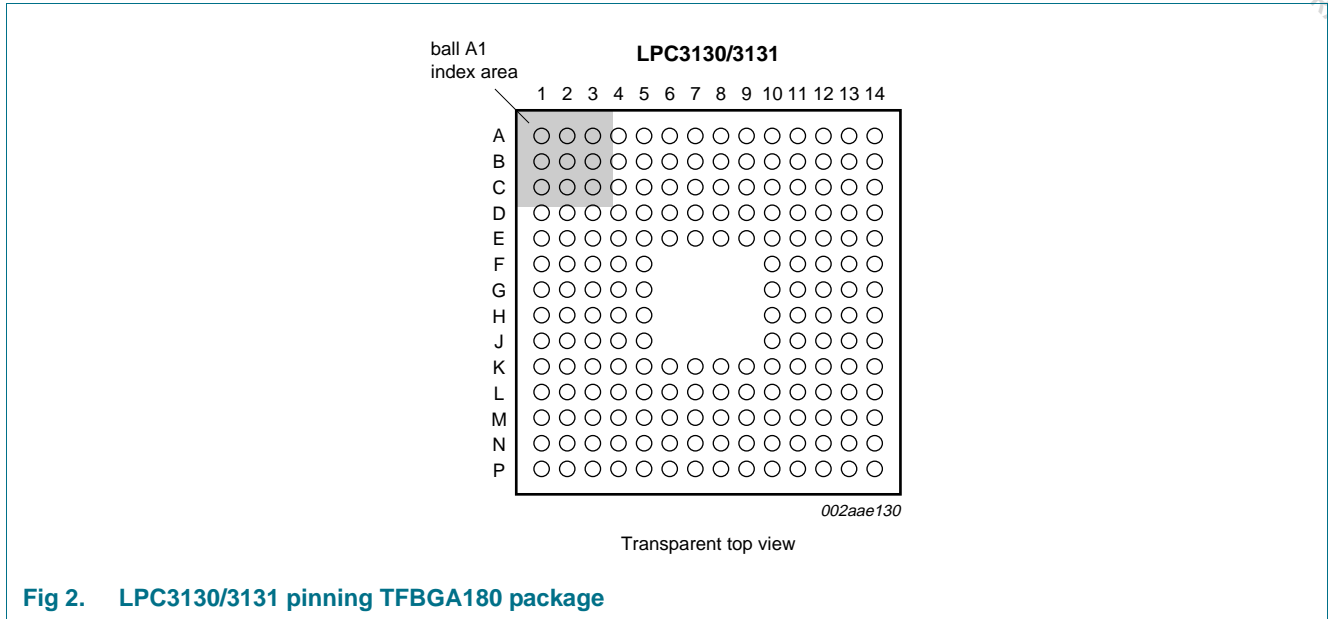 ball A1
index area
LPC3130/3131
1 2 3 4 5 6 7 8 9 10 11 12 13 14
A
B
C
D
E
F
G
H
J
K
L
M
N
P
002aae130
Transparent top view
Fig 2. LPC3130/3131 pinning TFBGA180 package